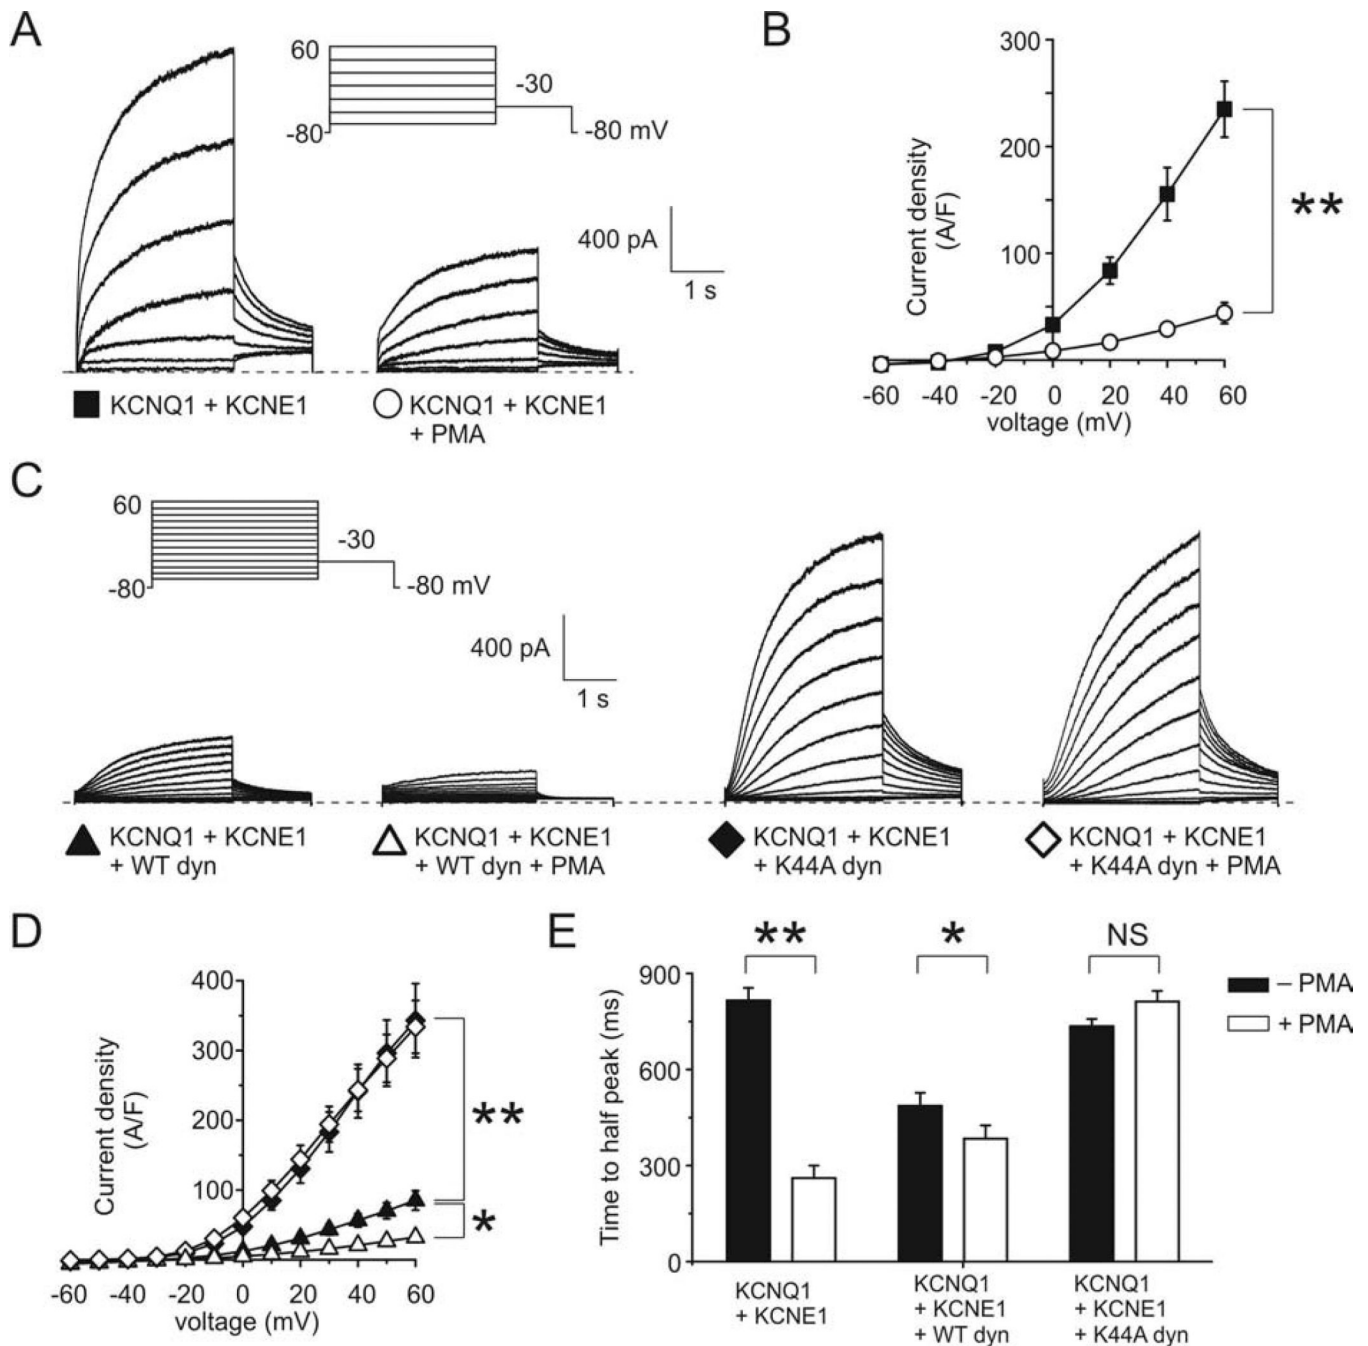 A
60
-30
-80
-80 mV
400 pA
1 s
KCNQ1 + KCNE1
KCNQ1 + KCNE1
+ PMA
B
300
200
100
Current density
(A/F)
**
-60 -40 -20 0 20 40 60
voltage (mV)
C
60
-30
-80
-80 mV
400 pA
1 s
KCNQ1 + KCNE1
+ WT dyn
KCNQ1 + KCNE1
+ WT dyn + PMA
KCNQ1 + KCNE1
+ K44A dyn
KCNQ1 + KCNE1
+ K44A dyn + PMA
D
400
300
200
100
Current density
(A/F)
**
*
-60 -40 -20 0 20 40 60
voltage (mV)
E
** * NS
900
600
300
0
Time to half peak (ms)
– PMA
+ PMA
KCNQ1
+ KCNE1
KCNQ1
+ KCNE1
+ WT dyn
KCNQ1
+ KCNE1
+ K44A dyn